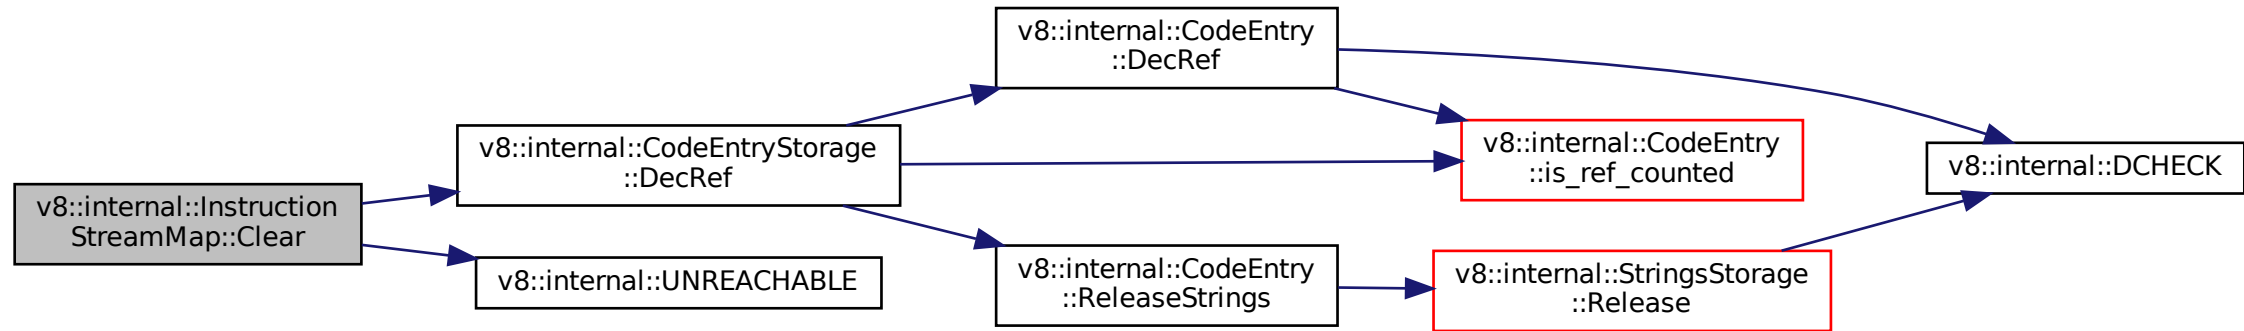 v8::internal::Instruction
StreamMap::Clear
v8::internal::CodeEntryStorage
::DecRef
v8::internal::UNREACHABLE
v8::internal::CodeEntry
::DecRef
v8::internal::CodeEntry
::is_ref_counted
v8::internal::CodeEntry
::ReleaseStrings
v8::internal::StringsStorage
::Release
v8::internal::DCHECK